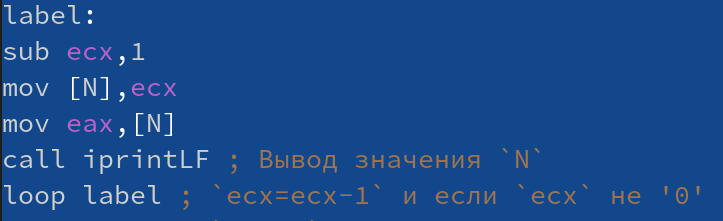 label:
sub ecx,1
mov [N],ecx
mov eax,[N]
call iprintLF ; Вывод значения `N`
loop label ; `ecx=ecx-1` и если `ecx` не '0'